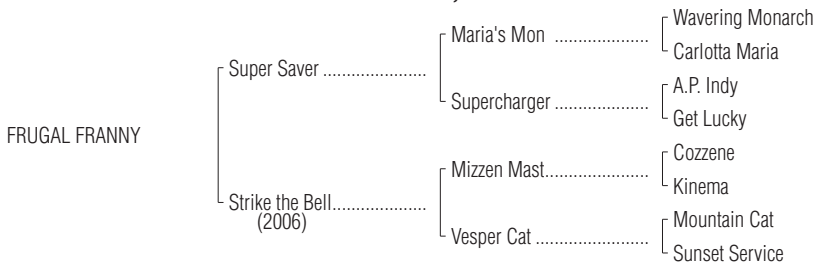 Wavering Monarch
Maria's Mon ......................
Carlotta Maria
Super Saver ........................
A.P. Indy
Supercharger ......................
Get Lucky
FRUGAL FRANNY
Cozzene
Mizzen Mast........................
Kinema
Strike the Bell......................
(2006)
Mountain Cat
Vesper Cat ..........................
Sunset Service